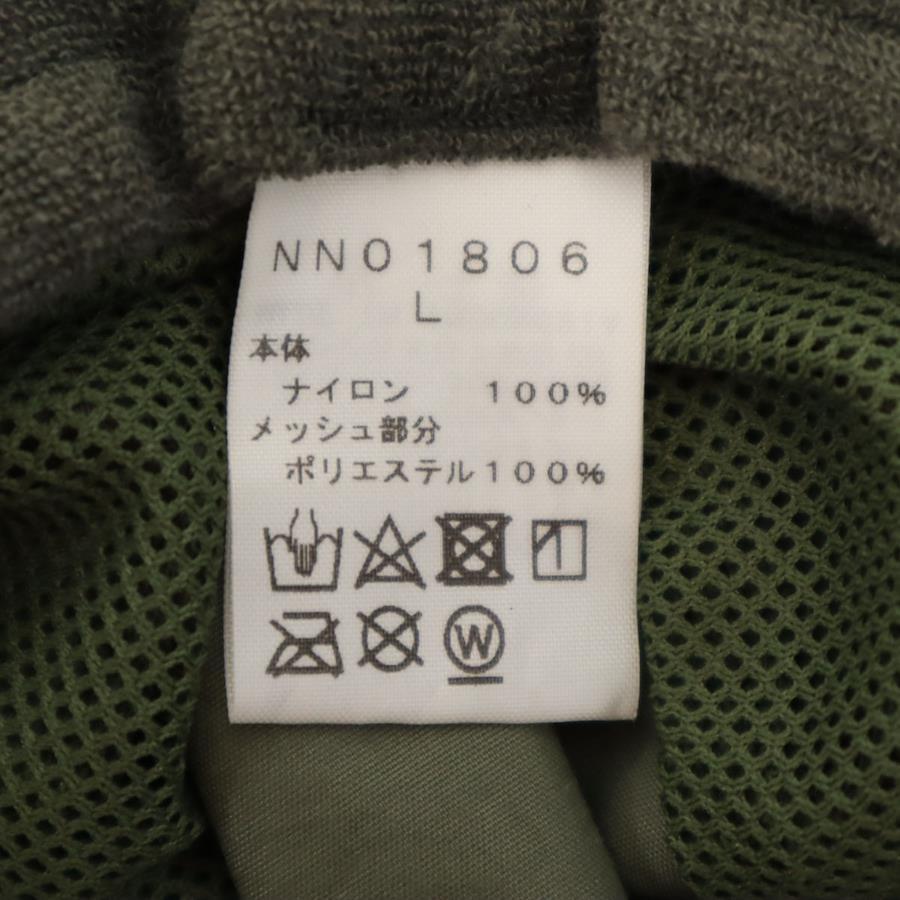 NN01806
L
本体
ナイロン 100%
メッシュ部分
ポリエステル100%
W